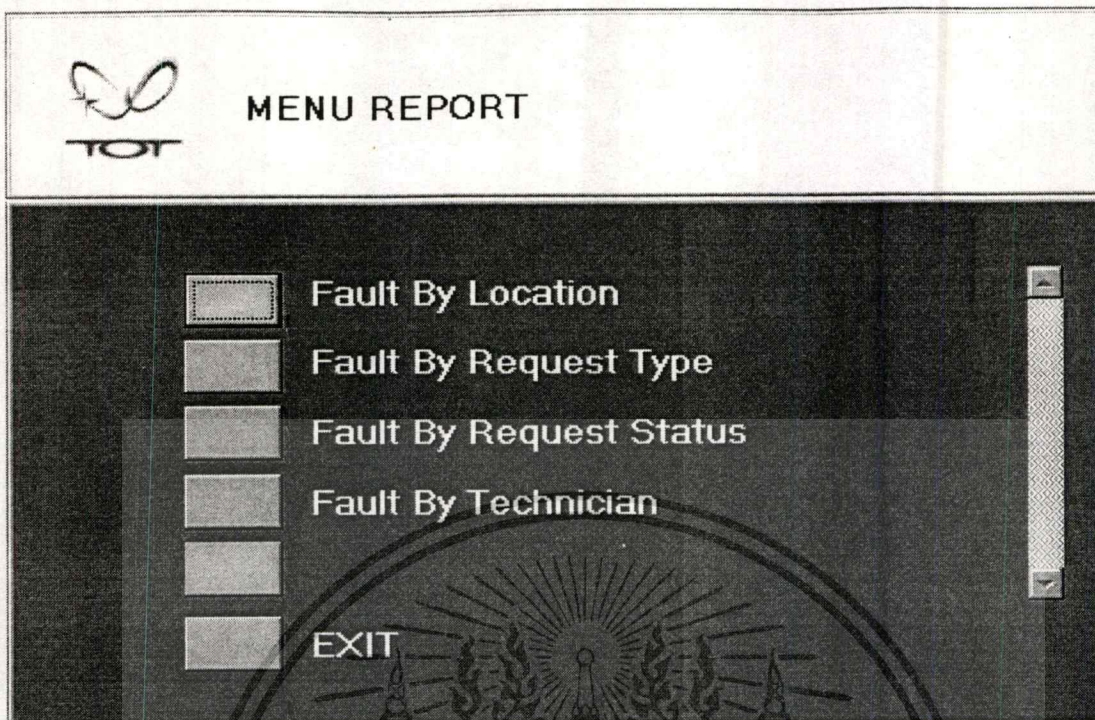 TOT
MENU REPORT
Fault By Location
Fault By Request Type
Fault By Request Status
Fault By Technician
EXIT